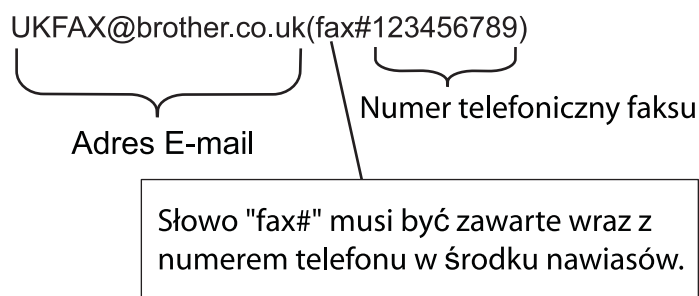 UKFAX@brother.co.uk(fax#123456789)
Numer telefoniczny faksu
Adres E-mail
Słowo "fax#" musi być zawarte wraz z
numerem telefonu w środku nawiasów.